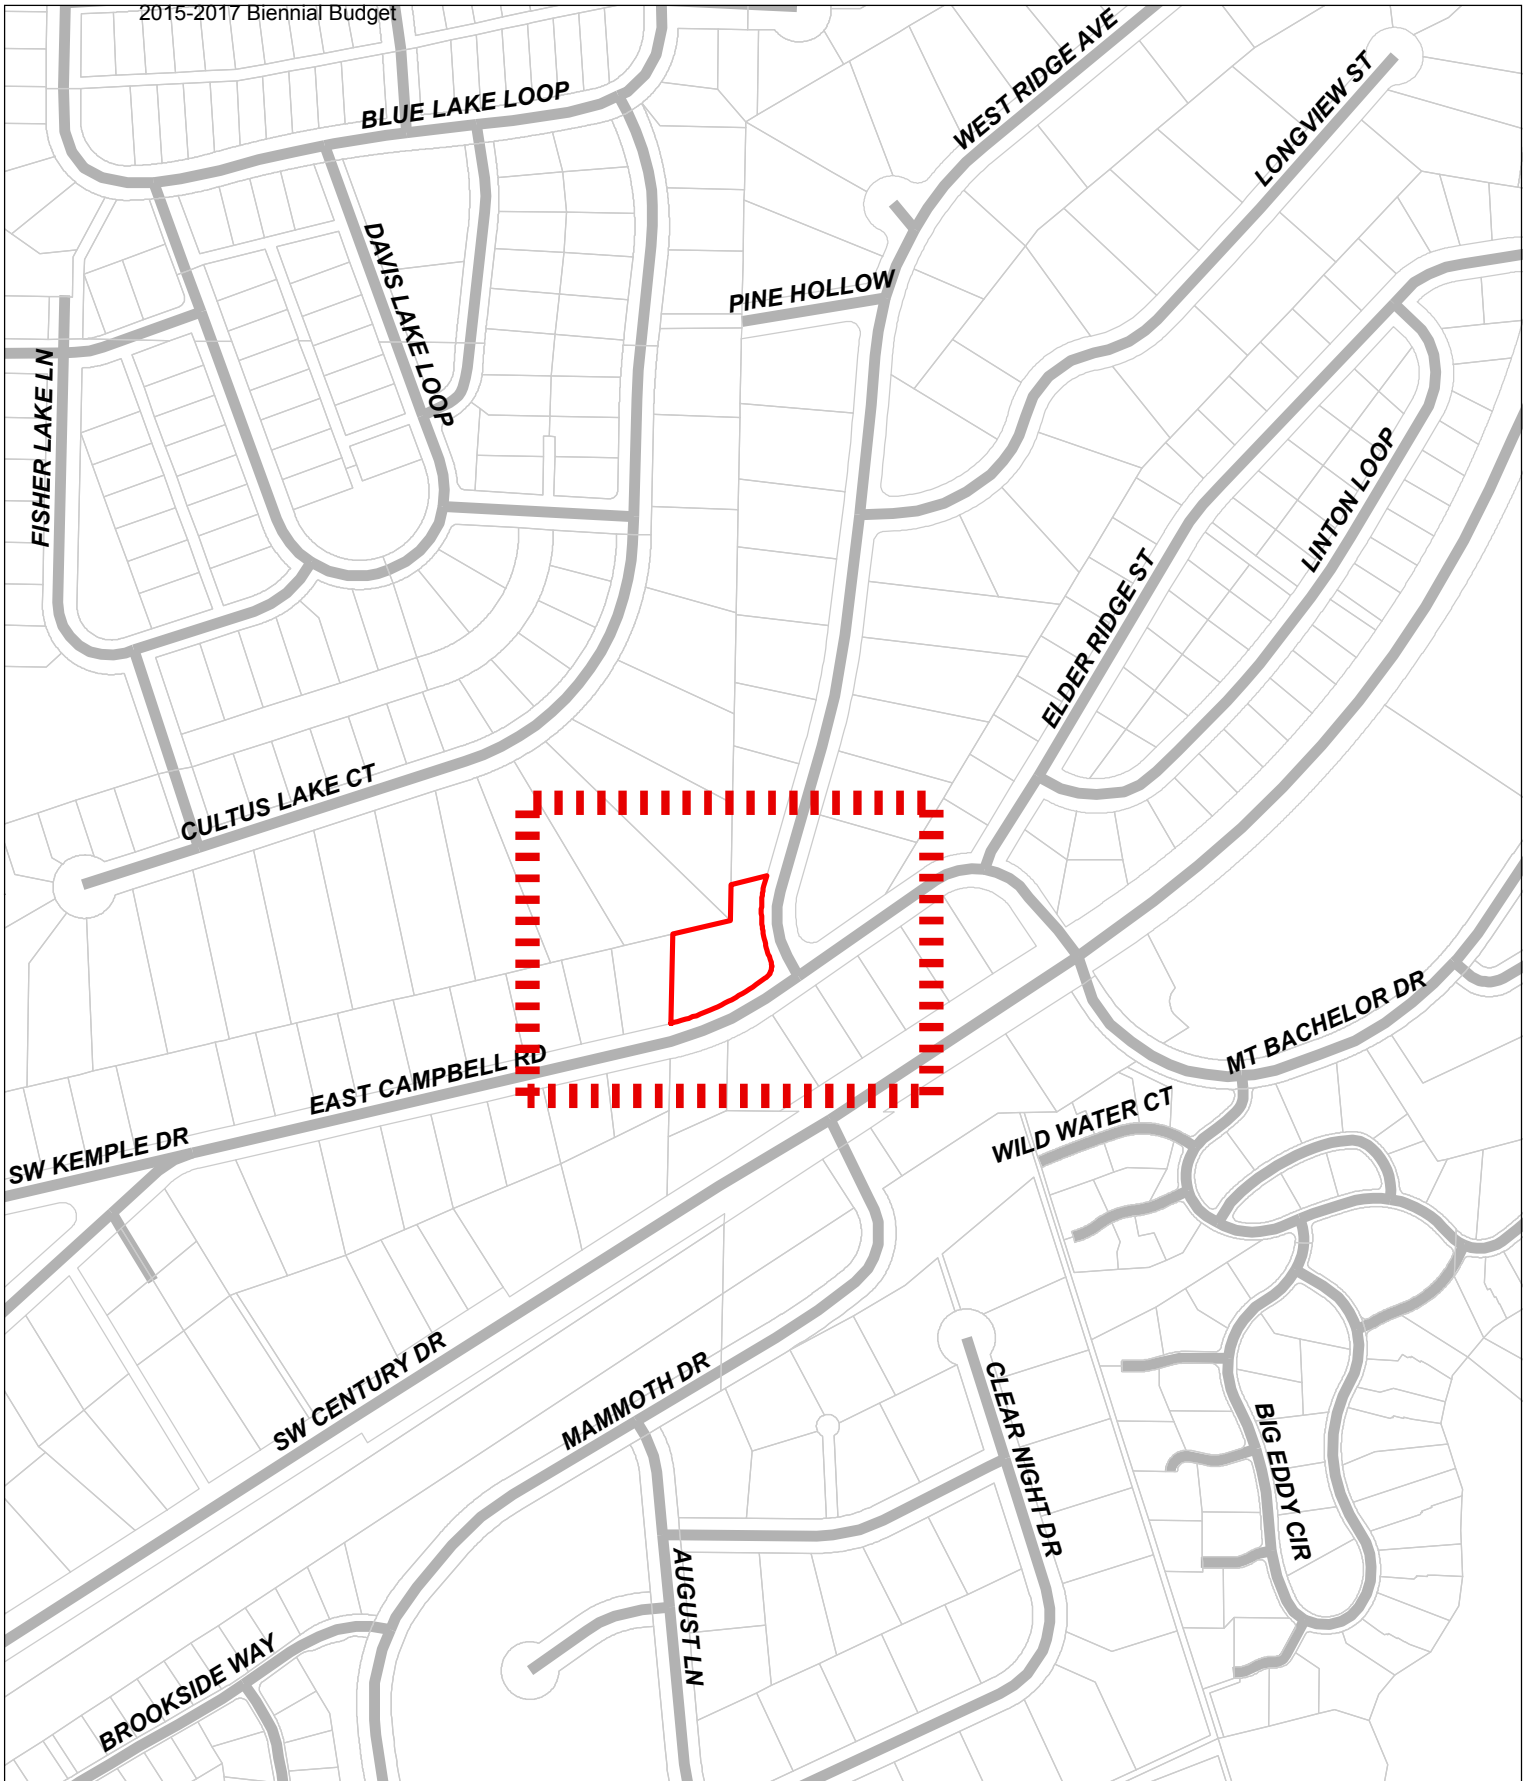 2015-2017 Biennial Budget
WEST RIDGE AVE
LONGVIEW ST
BLUE LAKE LOOP
DAVIS LAKE LOOP
PINE HOLLOW
FISHER LAKE LN
LINTON LOOP
ELDER RIDGE ST
CULTUS LAKE CT
MT BACHELOR DR
EAST CAMPBELL RD
WILD WATER CT
SW KEMPLE DR
SW CENTURY DR
MAMMOTH DR
CLEAR NIGHT DR
BIG EDDY CIR
AUGUST LN
BROOKSIDE WAY